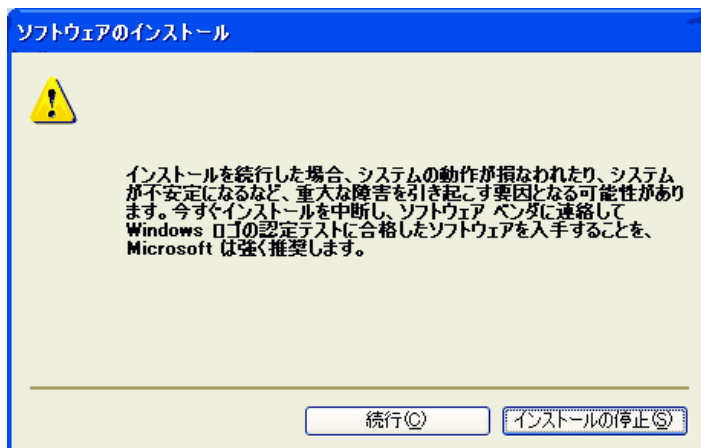 ソフトウェアのインストール
インストールを続行した場合、システムの動作が損なわれたり、システム
が不安定になるなど、重大な障害を引き起こす要因となる可能性があり
ます。今すぐインストールを中断し、ソフトウェア ベンダに連絡して
Windows ロゴの認定テストに合格したソフトウェアを入手することを、
Microsoft は強く推奨します。
続行(C)
インストールの停止(S)